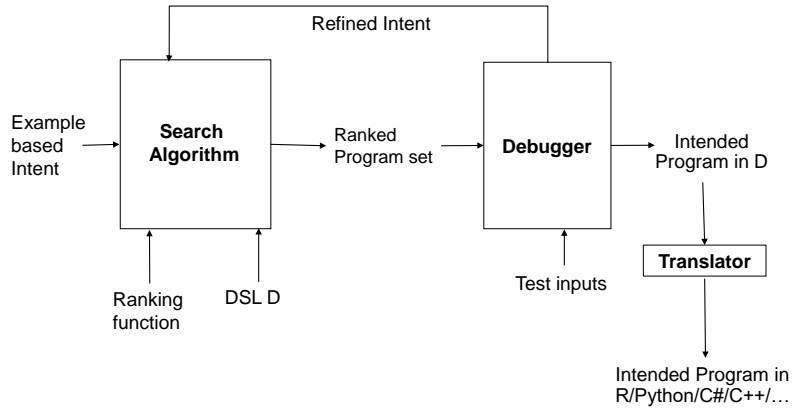 Refined Intent
Example
based
Intent
Search
Algorithm
Ranked
Program set
Debugger
Intended
Program in D
Translator
Ranking
function
DSL D
Test inputs
Intended Program in
R/Python/C#/C++/…